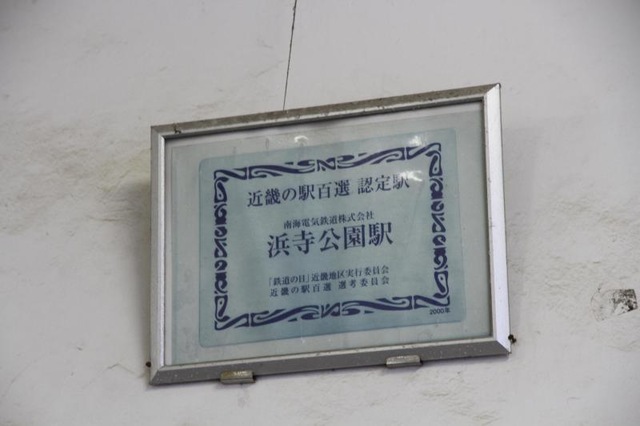 近畿の駅百選 認定駅
南海電気鉄道株式会社
浜寺公園駅
「鉄道の日」近畿地区実行委員会
近畿の駅百選 選考委員会
2000年